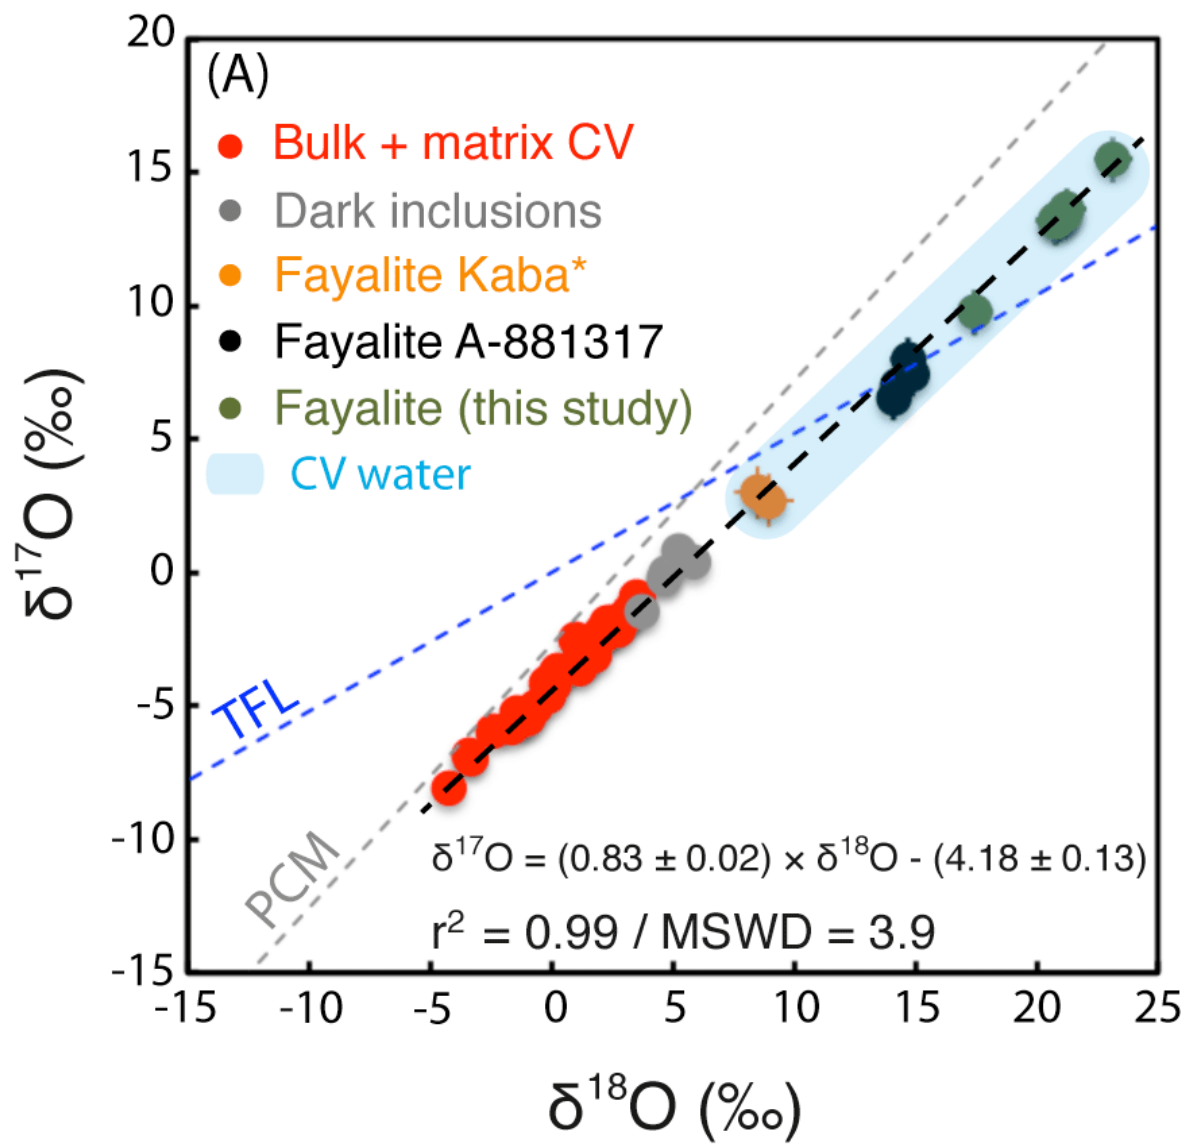 20
(A)
Bulk + matrix CV
15
Dark inclusions
Fayalite Kaba*
10
Fayalite A-881317
Fayalite (this study)
5
CV water
δ¹⁷O (‰)
0
-5
TFL
-10
PCM
δ¹⁷O = (0.83 ± 0.02) × δ¹⁸O - (4.18 ± 0.13)
r² = 0.99 / MSWD = 3.9
-15
-15 -10 -5 0 5 10 15 20 25
δ¹⁸O (‰)